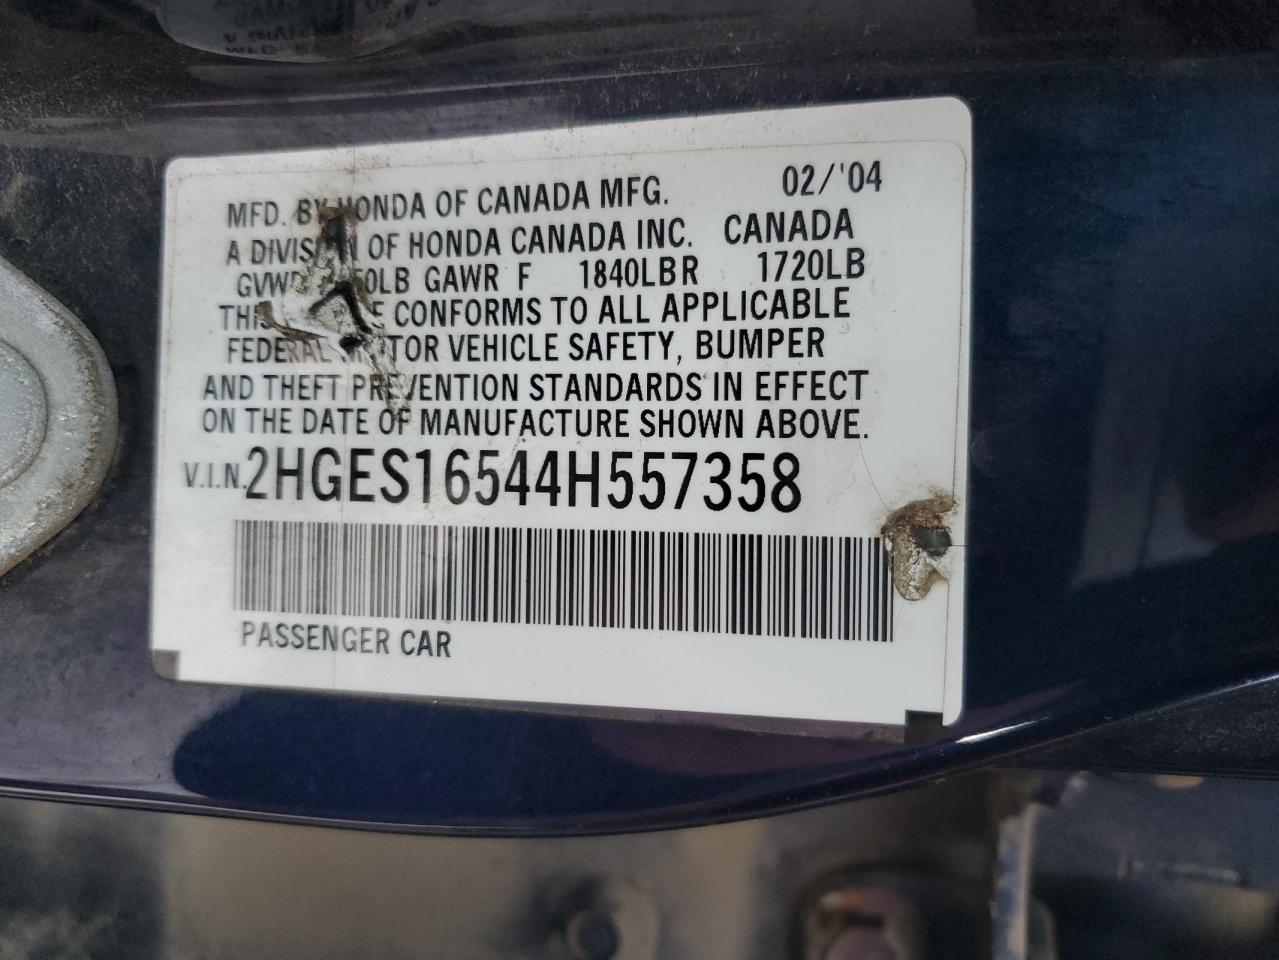 MFD. BY HONDA OF CANADA MFG. 02/'04
A DIVISION OF HONDA CANADA INC. CANADA
GAWR F 1840LB R 1720LB
CONFORMS TO ALL APPLICABLE
FEDERAL MOTOR VEHICLE SAFETY, BUMPER
AND THEFT PREVENTION STANDARDS IN EFFECT
ON THE DATE OF MANUFACTURE SHOWN ABOVE.
V.I.N. 2HGES16544H557358
PASSENGER CAR